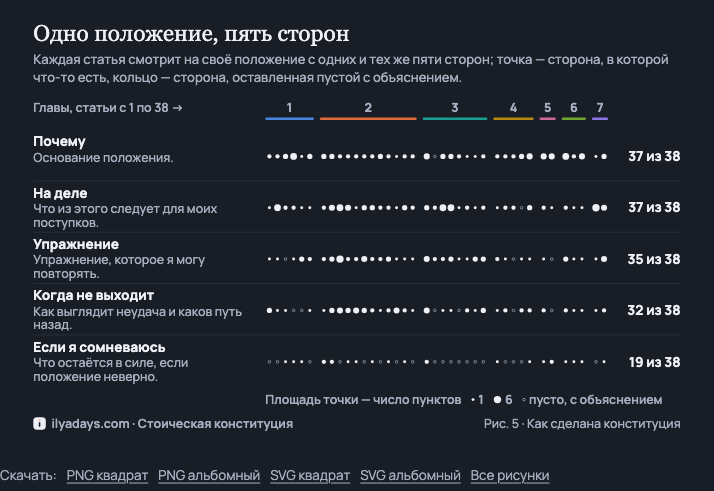 Одно положение, пять сторон
Каждая статья смотрит на своё положение с одних и тех же пяти сторон; точка — сторона, в которой
что-то есть, кольцо — сторона, оставленная пустой с объяснением.
Главы, статьи с 1 по 38 → 1 2 3 4 5 6 7
Почему
Основание положения.
37 из 38
На деле
Что из этого следует для моих
поступков.
37 из 38
Упражнение
Упражнение, которое я могу
повторять.
35 из 38
Когда не выходит
Как выглядит неудача и каков путь
назад.
32 из 38
Если я сомневаюсь
Что остаётся в силе, если
положение неверно.
19 из 38
Площадь точки — число пунктов 1 6 пусто, с объяснением
i ilyadays.com · Стоическая конституция
Рис. 5 · Как сделана конституция
Скачать: PNG квадрат PNG альбомный SVG квадрат SVG альбомный Все рисунки